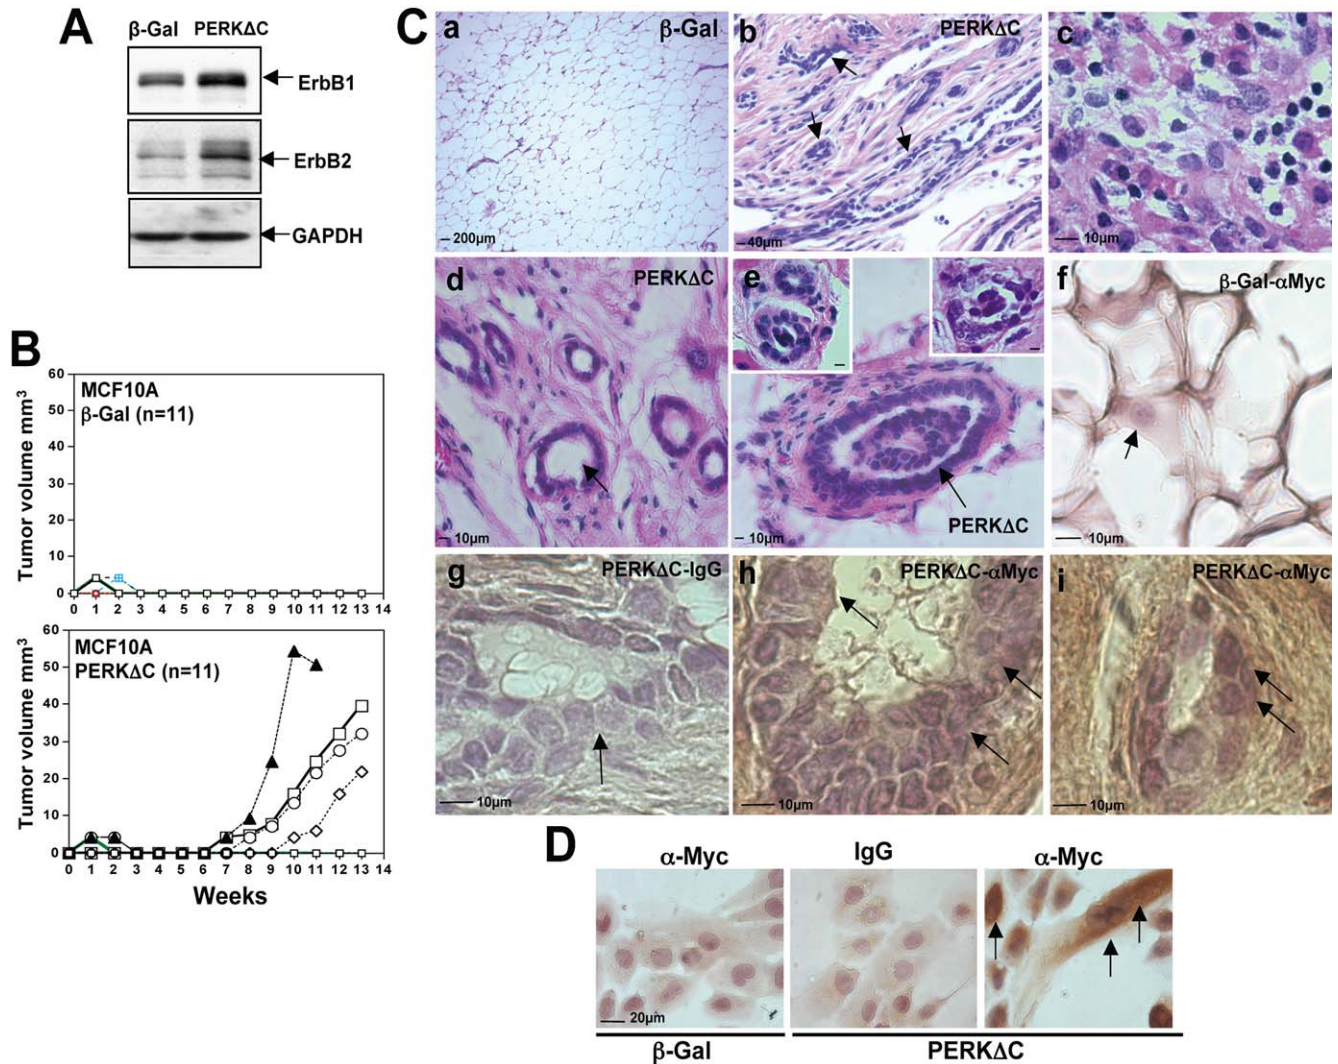 A
β-Gal PERKΔC
ErbB1
ErbB2
GAPDH
B
60
50
40
30
20
10
0
Tumor volume mm³
MCF10A
β-Gal (n=11)
0 1 2 3 4 5 6 7 8 9 10 11 12 13 14
60
50
40
30
20
10
0
Tumor volume mm³
MCF10A
PERKΔC (n=11)
0 1 2 3 4 5 6 7 8 9 10 11 12 13 14
Weeks
C
a
β-Gal
200μm
b
PERKΔC
40μm
c
10μm
d
PERKΔC
10μm
e
PERKΔC
10μm
f
β-Gal-αMyc
10μm
g
PERKΔC-IgG
10μm
h
PERKΔC-αMyc
10μm
i
PERKΔC-αMyc
10μm
D
α-Myc IgG α-Myc
20μm
β-Gal PERKΔC